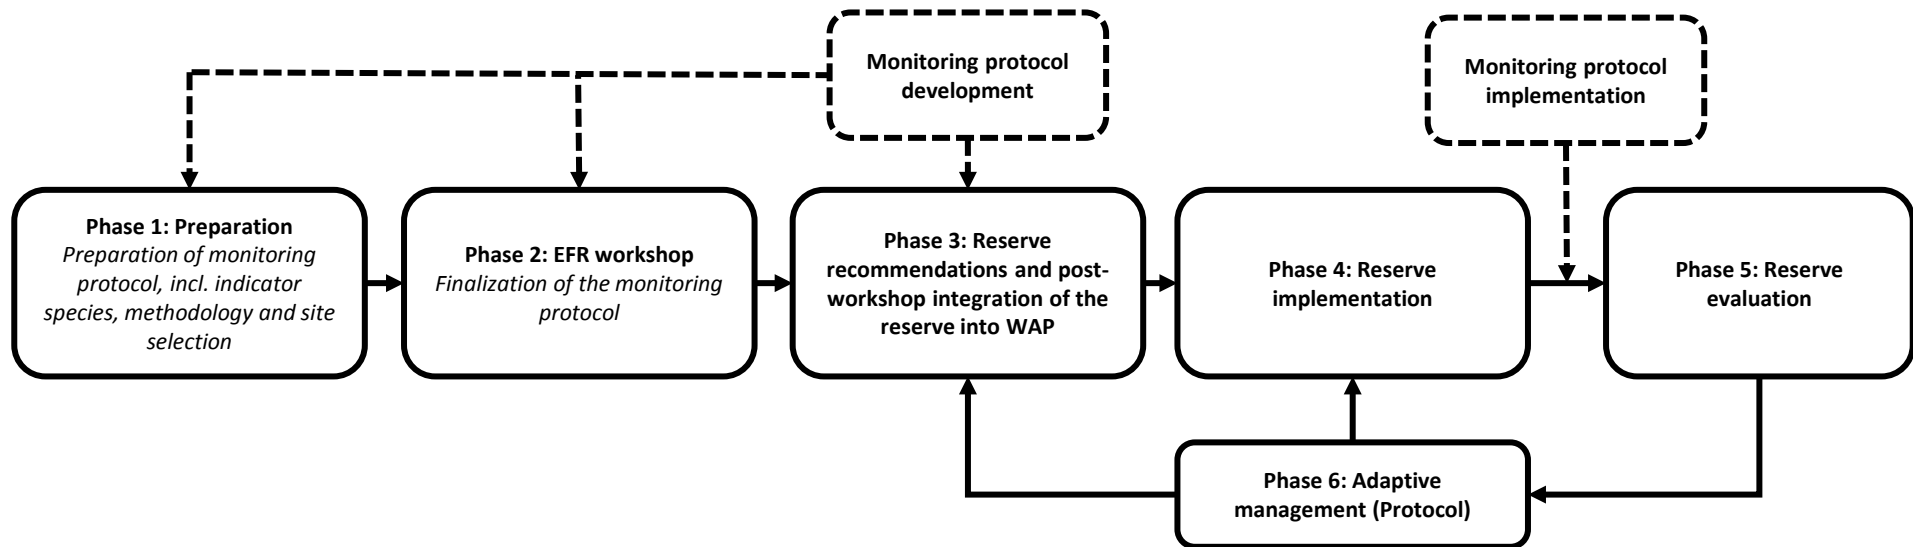 Monitoring protocol
development
Monitoring protocol
implementation
Phase 1: Preparation
Preparation of monitoring
protocol, incl. indicator
species, methodology and site
selection
Phase 2: EFR workshop
Finalization of the monitoring
protocol
Phase 3: Reserve
recommendations and post-
workshop integration of the
reserve into WAP
Phase 4: Reserve
implementation
Phase 5: Reserve
evaluation
Phase 6: Adaptive
management (Protocol)